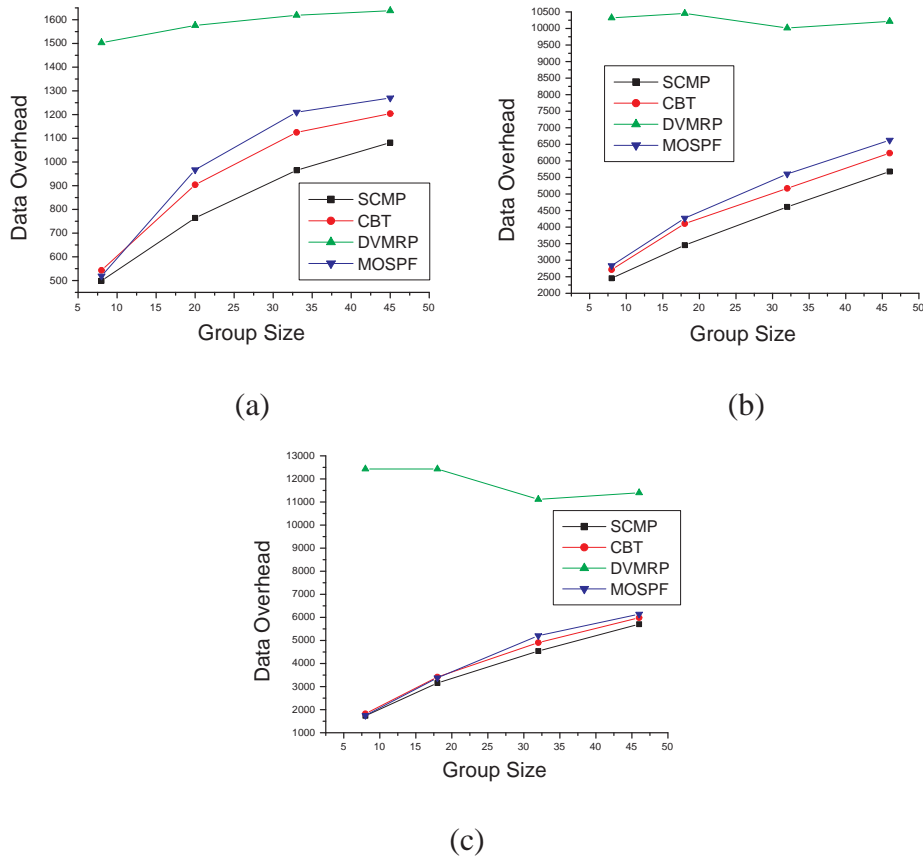 1600
1500
1400
1300
1200
1100
1000
900
800
700
600
500
5 10 15 20 25 30 35 40 45 50
Data Overhead
Group Size
SCMP
CBT
DVMRP
MOSPF
(a)
10500
10000
9500
9000
8500
8000
7500
7000
6500
6000
5500
5000
4500
4000
3500
3000
2500
2000
5 10 15 20 25 30 35 40 45 50
Data Overhead
Group Size
SCMP
CBT
DVMRP
MOSPF
(b)
13000
12000
11000
10000
9000
8000
7000
6000
5000
4000
3000
2000
1000
5 10 15 20 25 30 35 40 45 50
Data Overhead
Group Size
SCMP
CBT
DVMRP
MOSPF
(c)